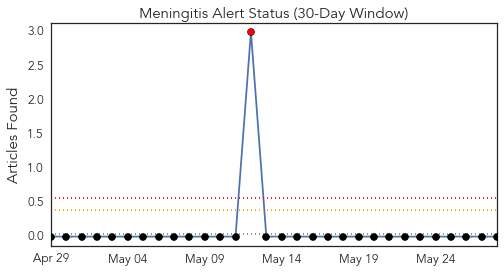 Meningitis Alert Status (30-Day Window)
3.0
2.5
2.0
1.5
1.0
0.5
0.0
Articles Found
Apr 29 May 04 May 09 May 14 May 19 May 24